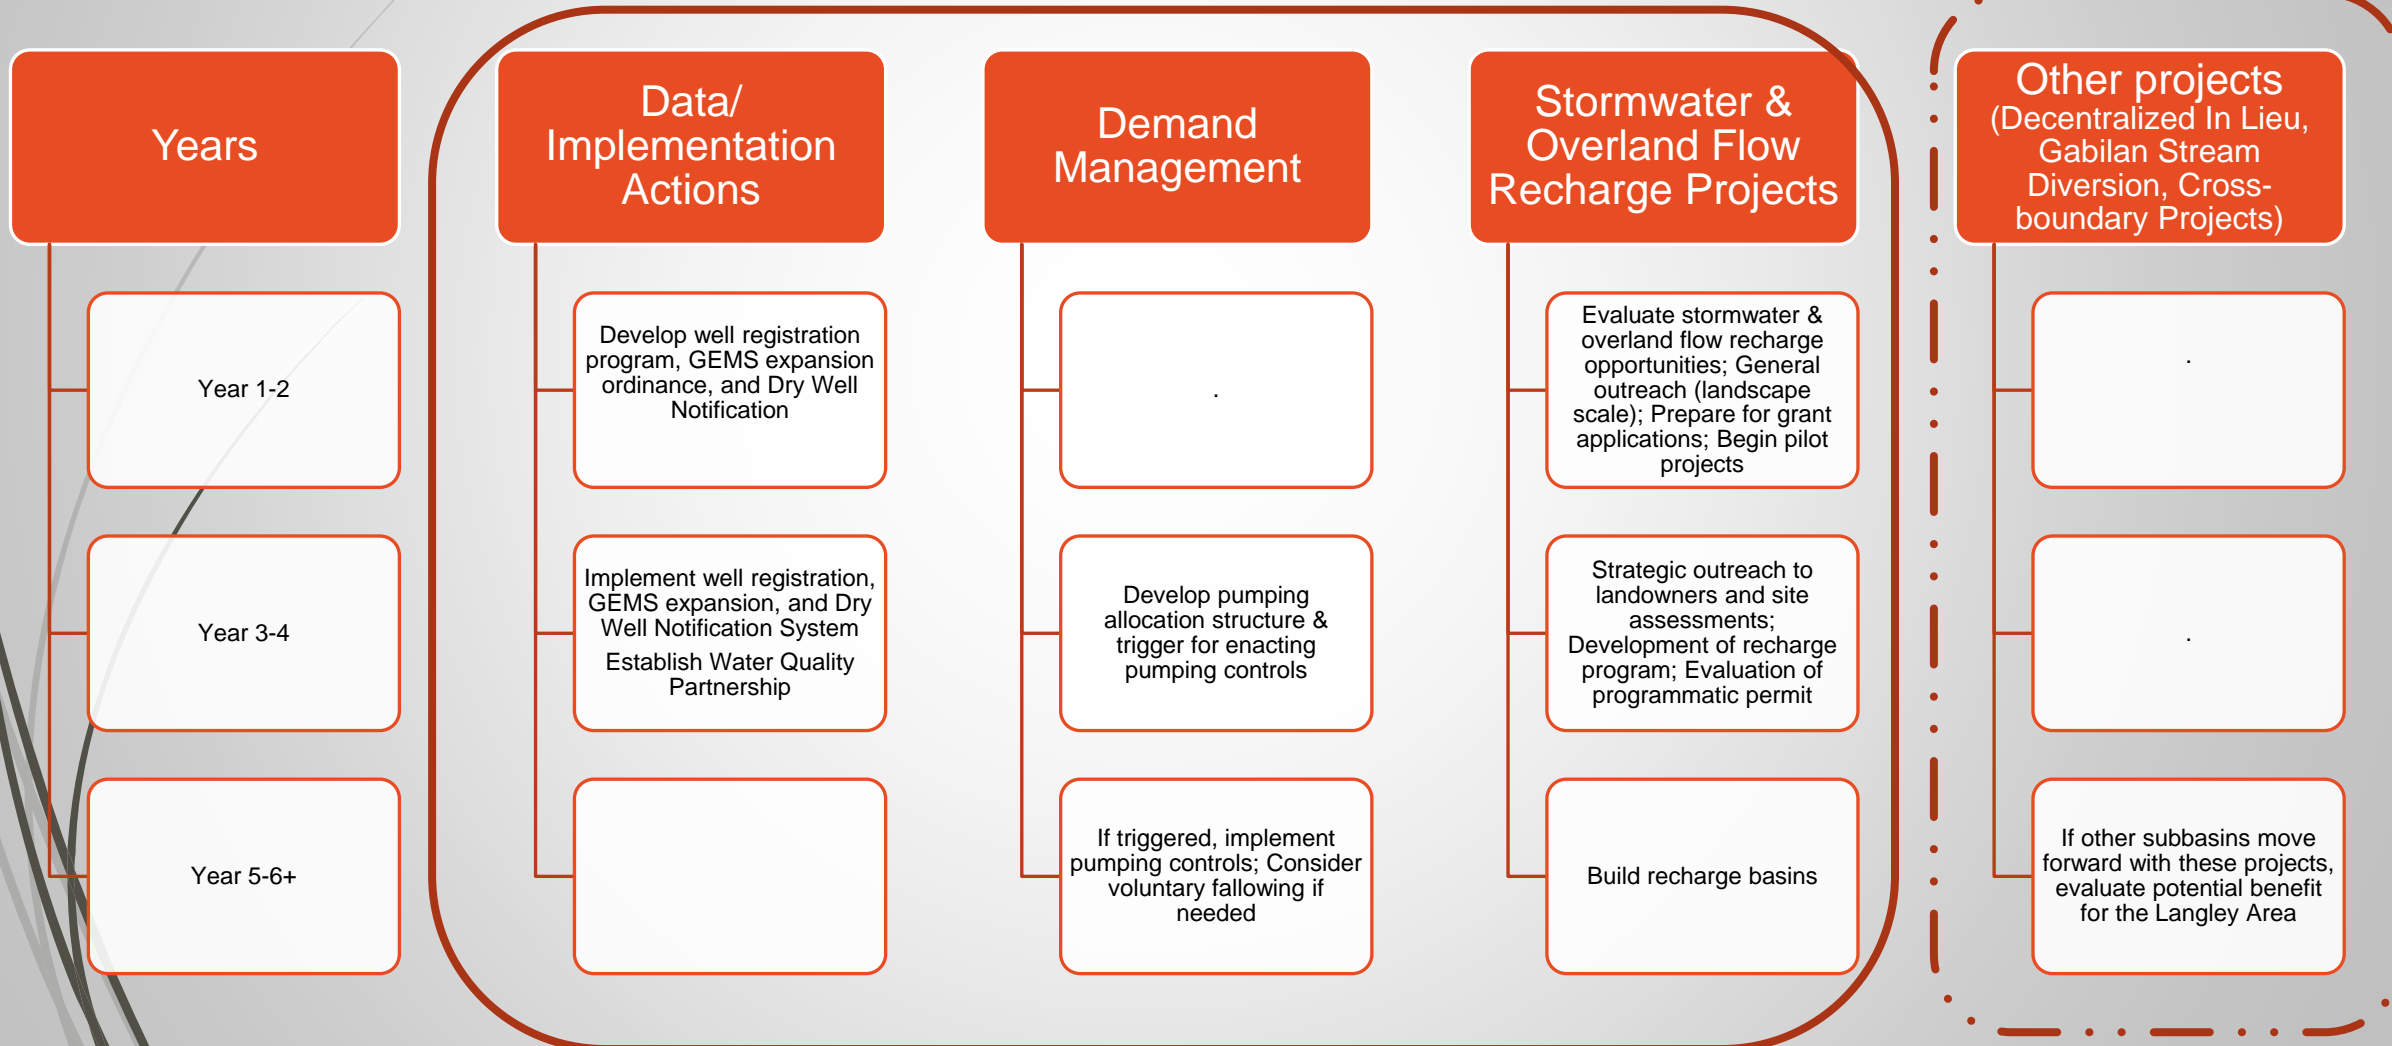 Years
Year 1-2
Year 3-4
Year 5-6+
Data/
Implementation
Actions
Develop well registration
program, GEMS expansion
ordinance, and Dry Well
Notification
Implement well registration,
GEMS expansion, and Dry
Well Notification System
Establish Water Quality
Partnership
Demand
Management
.
Develop pumping
allocation structure &
trigger for enacting
pumping controls
If triggered, implement
pumping controls; Consider
voluntary fallowing if
needed
Stormwater &
Overland Flow
Recharge Projects
Evaluate stormwater &
overland flow recharge
opportunities; General
outreach (landscape
scale); Prepare for grant
applications; Begin pilot
projects
Strategic outreach to
landowners and site
assessments;
Development of recharge
program; Evaluation of
programmatic permit
Build recharge basins
Other projects
(Decentralized In Lieu,
Gabilan Stream
Diversion, Cross-
boundary Projects)
.
.
If other subbasins move
forward with these projects,
evaluate potential benefit
for the Langley Area